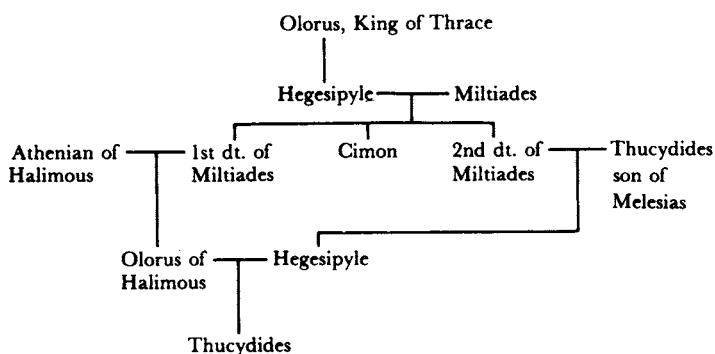 Olorus, King of Thrace
Hegesipyle Miltiades
Athenian of 1st dt. of Cimon 2nd dt. of Thucydides
Halimous Miltiades Miltiades son of
Melesias
Olorus of Hegesipyle
Halimous
Thucydides